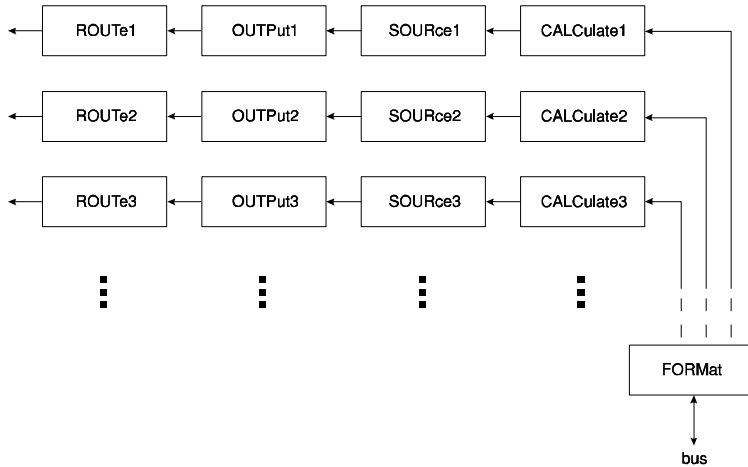 ROUTe1 OUTPut1 SOURce1 CALCulate1
ROUTe2 OUTPut2 SOURce2 CALCulate2
ROUTe3 OUTPut3 SOURce3 CALCulate3
FORMat
bus